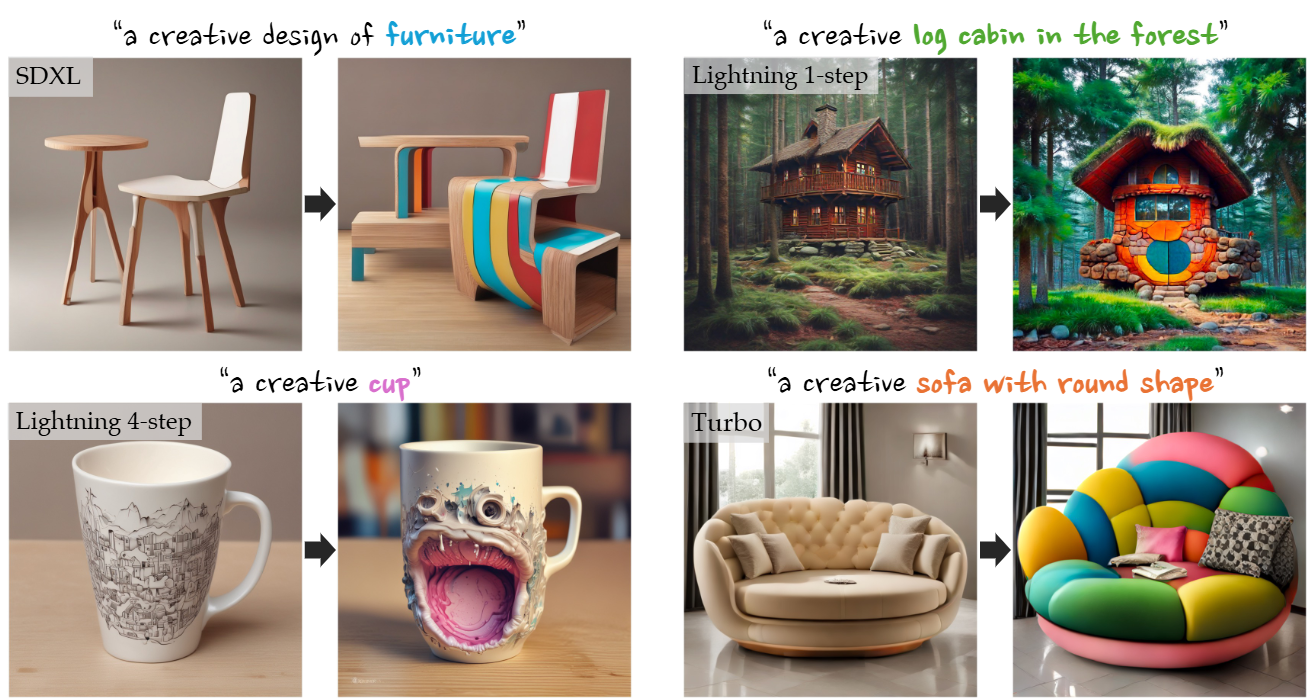 “a creative design of furniture”
“a creative log cabin in the forest”
SDXL
Lightning 1-step
“a creative cup”
“a creative sofa with round shape”
Lightning 4-step
Turbo